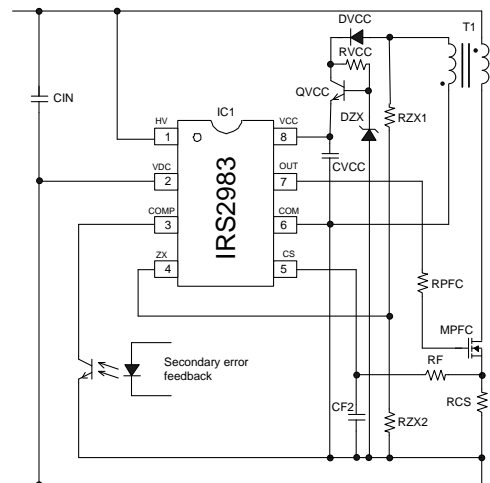 DVCC
T1
RVCC
QVCC
CIN
IC1
DZX
RZX1
HV
VCC
1
8
CVCC
VDC
OUT
2
7
IRS2983
COMP
COM
3
6
ZX
CS
4
5
RPFC
MPFC
Secondary error
feedback
RF
RCS
CF2
RZX2